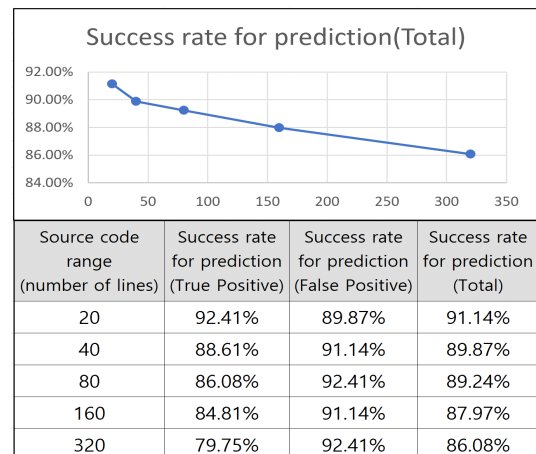 Success rate for prediction(Total)
92.00%
90.00%
88.00%
86.00%
84.00%
0 50 100 150 200 250 300 350
Source code range (number of lines) Success rate for prediction (True Positive) Success rate for prediction (False Positive) Success rate for prediction (Total)
20 92.41% 89.87% 91.14%
40 88.61% 91.14% 89.87%
80 86.08% 92.41% 89.24%
160 84.81% 91.14% 87.97%
320 79.75% 92.41% 86.08%